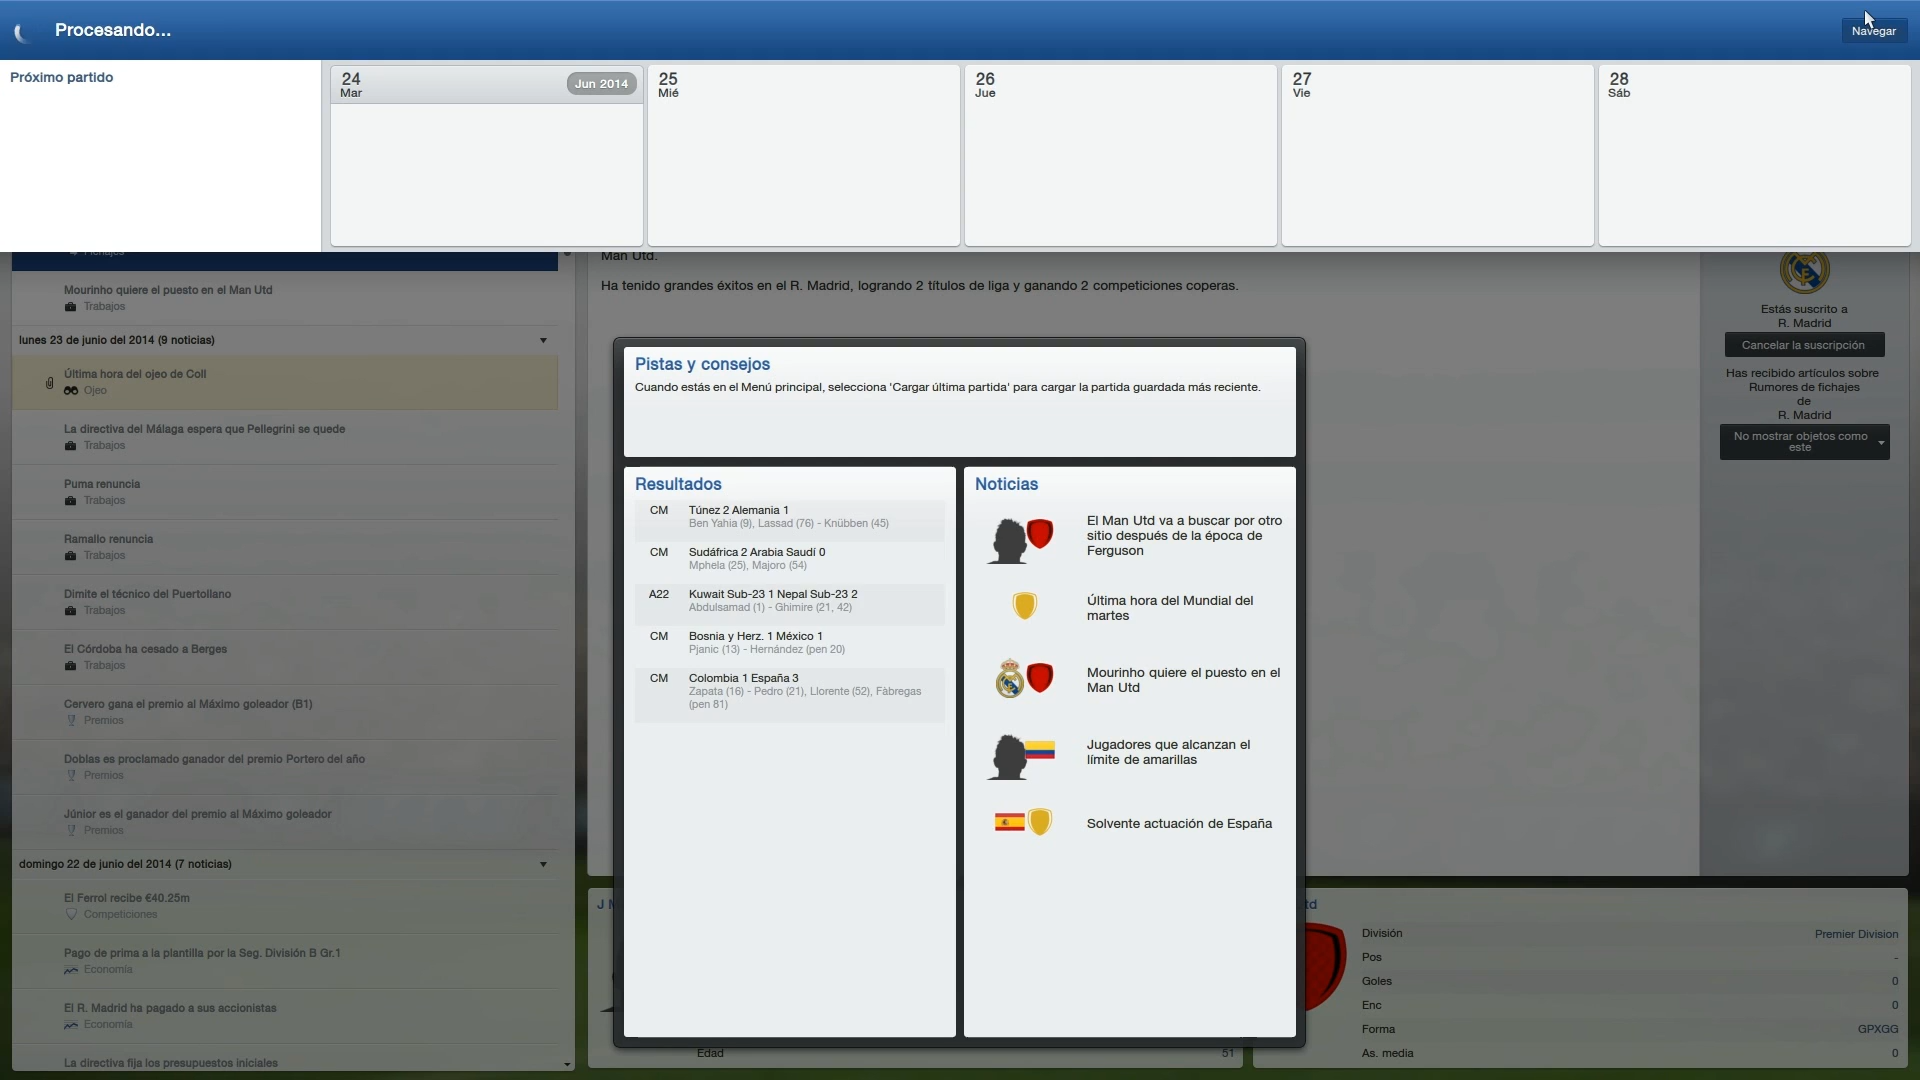 Procesando...
Navegar
Próximo partido
24
Mar
Jun 2014
25
Mié
26
Jue
27
Vie
28
Sáb
Fichajes
Mourinho quiere el puesto en el Man Utd
Trabajos
lunes 23 de junio del 2014 (9 noticias)
Última hora del ojeo de Coll
Ojeo
La directiva del Málaga espera que Pellegrini se quede
Trabajos
Puma renuncia
Trabajos
Ramallo renuncia
Trabajos
Dimite el técnico del Puertollano
Trabajos
El Córdoba ha cesado a Berges
Trabajos
Cervero gana el premio al Máximo goleador (B1)
Premios
Doblas es proclamado ganador del premio Portero del año
Premios
Júnior es el ganador del premio al Máximo goleador
Premios
domingo 22 de junio del 2014 (7 noticias)
El Ferrol recibe €40.25m
Competiciones
Pago de prima a la plantilla por la Seg. División B Gr.1
Economía
El R. Madrid ha pagado a sus accionistas
Economía
La directiva fija los presupuestos iniciales
Man Utd.
Ha tenido grandes éxitos en el R. Madrid, logrando 2 títulos de liga y ganando 2 competiciones coperas.
Pistas y consejos
Cuando estás en el Menú principal, selecciona 'Cargar última partida' para cargar la partida guardada más reciente.
Resultados
CM Túnez 2 Alemania 1
Ben Yahia (9), Lassad (76) - Knübben (45)
CM Sudáfrica 2 Arabia Saudí 0
Mphela (25), Majoro (54)
A22 Kuwait Sub-23 1 Nepal Sub-23 2
Abdulsamad (1) - Ghimire (21, 42)
CM Bosnia y Herz. 1 México 1
Pjanic (13) - Hernández (pen 20)
CM Colombia 1 España 3
Zapata (16) - Pedro (21), Llorente (52), Fàbregas
(pen 81)
Noticias
El Man Utd va a buscar por otro
sitio después de la época de
Ferguson
Última hora del Mundial del
martes
Mourinho quiere el puesto en el
Man Utd
Jugadores que alcanzan el
límite de amarillas
Solvente actuación de España
Estás suscrito a
R. Madrid
Cancelar la suscripción
Has recibido artículos sobre
Rumores de fichajes
de
R. Madrid
No mostrar objetos como
este
Edad 51
División Premier Division
Pos -
Goles 0
Enc 0
Forma GPXGG
As. media 0